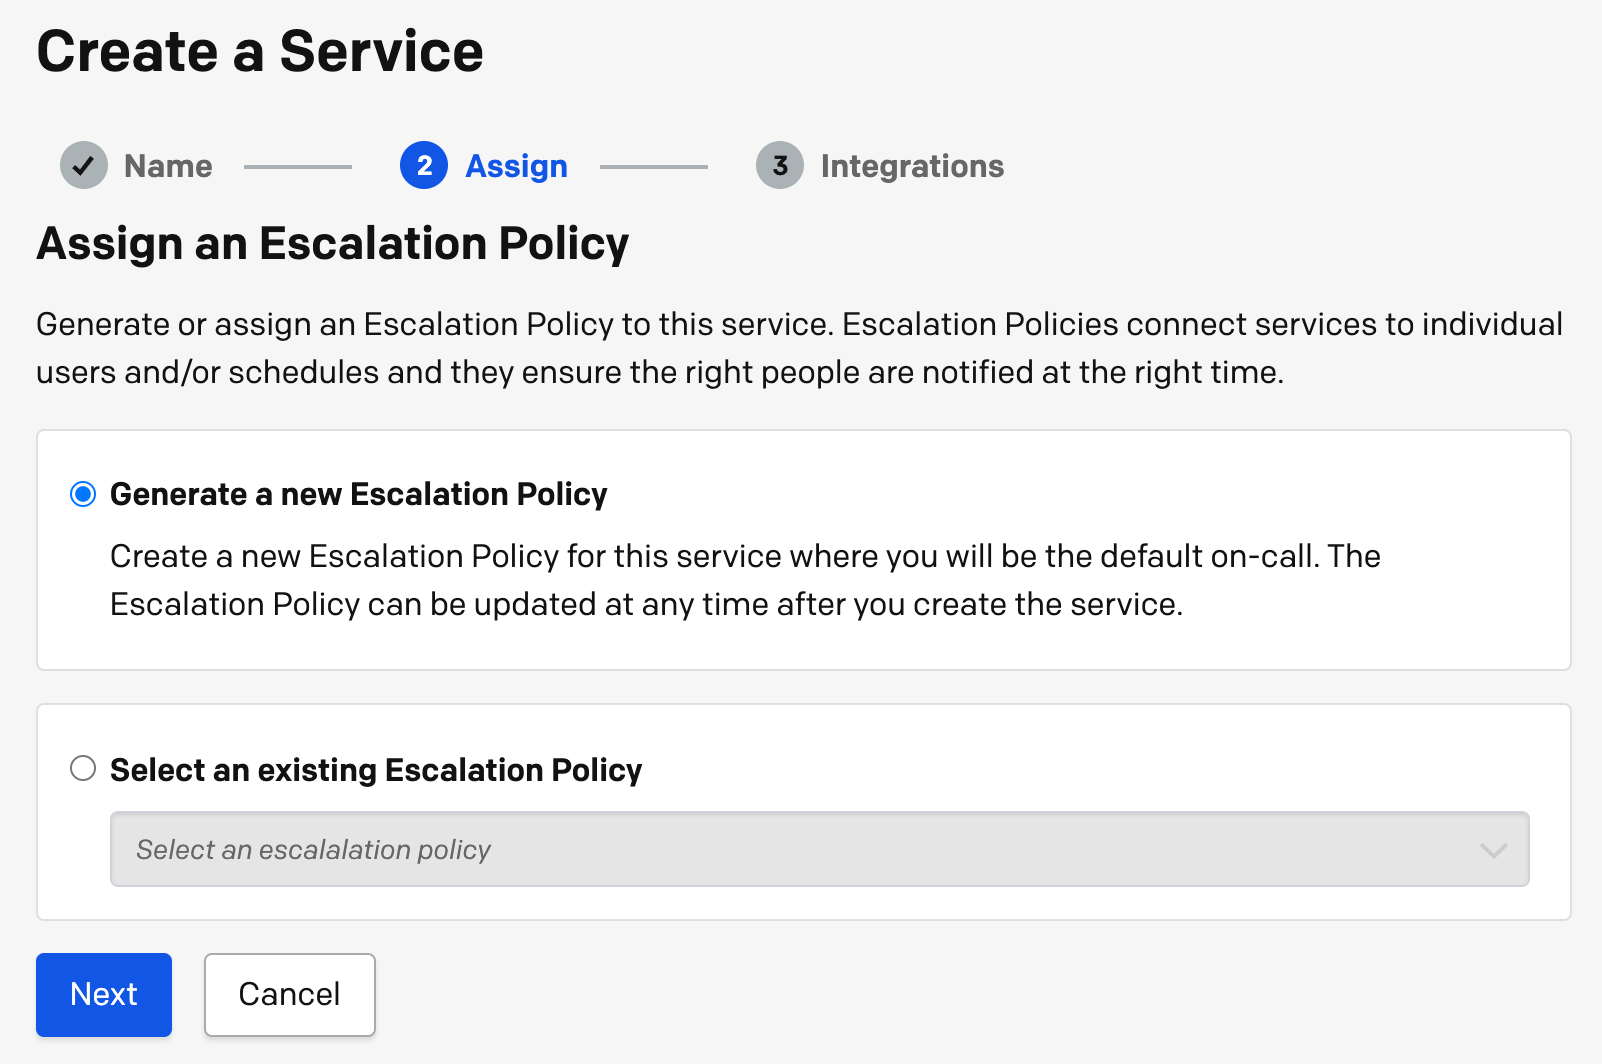 Create a Service
Name
2 Assign
3 Integrations
Assign an Escalation Policy
Generate or assign an Escalation Policy to this service. Escalation Policies connect services to individual
users and/or schedules and they ensure the right people are notified at the right time.
Generate a new Escalation Policy
Create a new Escalation Policy for this service where you will be the default on-call. The
Escalation Policy can be updated at any time after you create the service.
Select an existing Escalation Policy
Select an escalalation policy
Next
Cancel